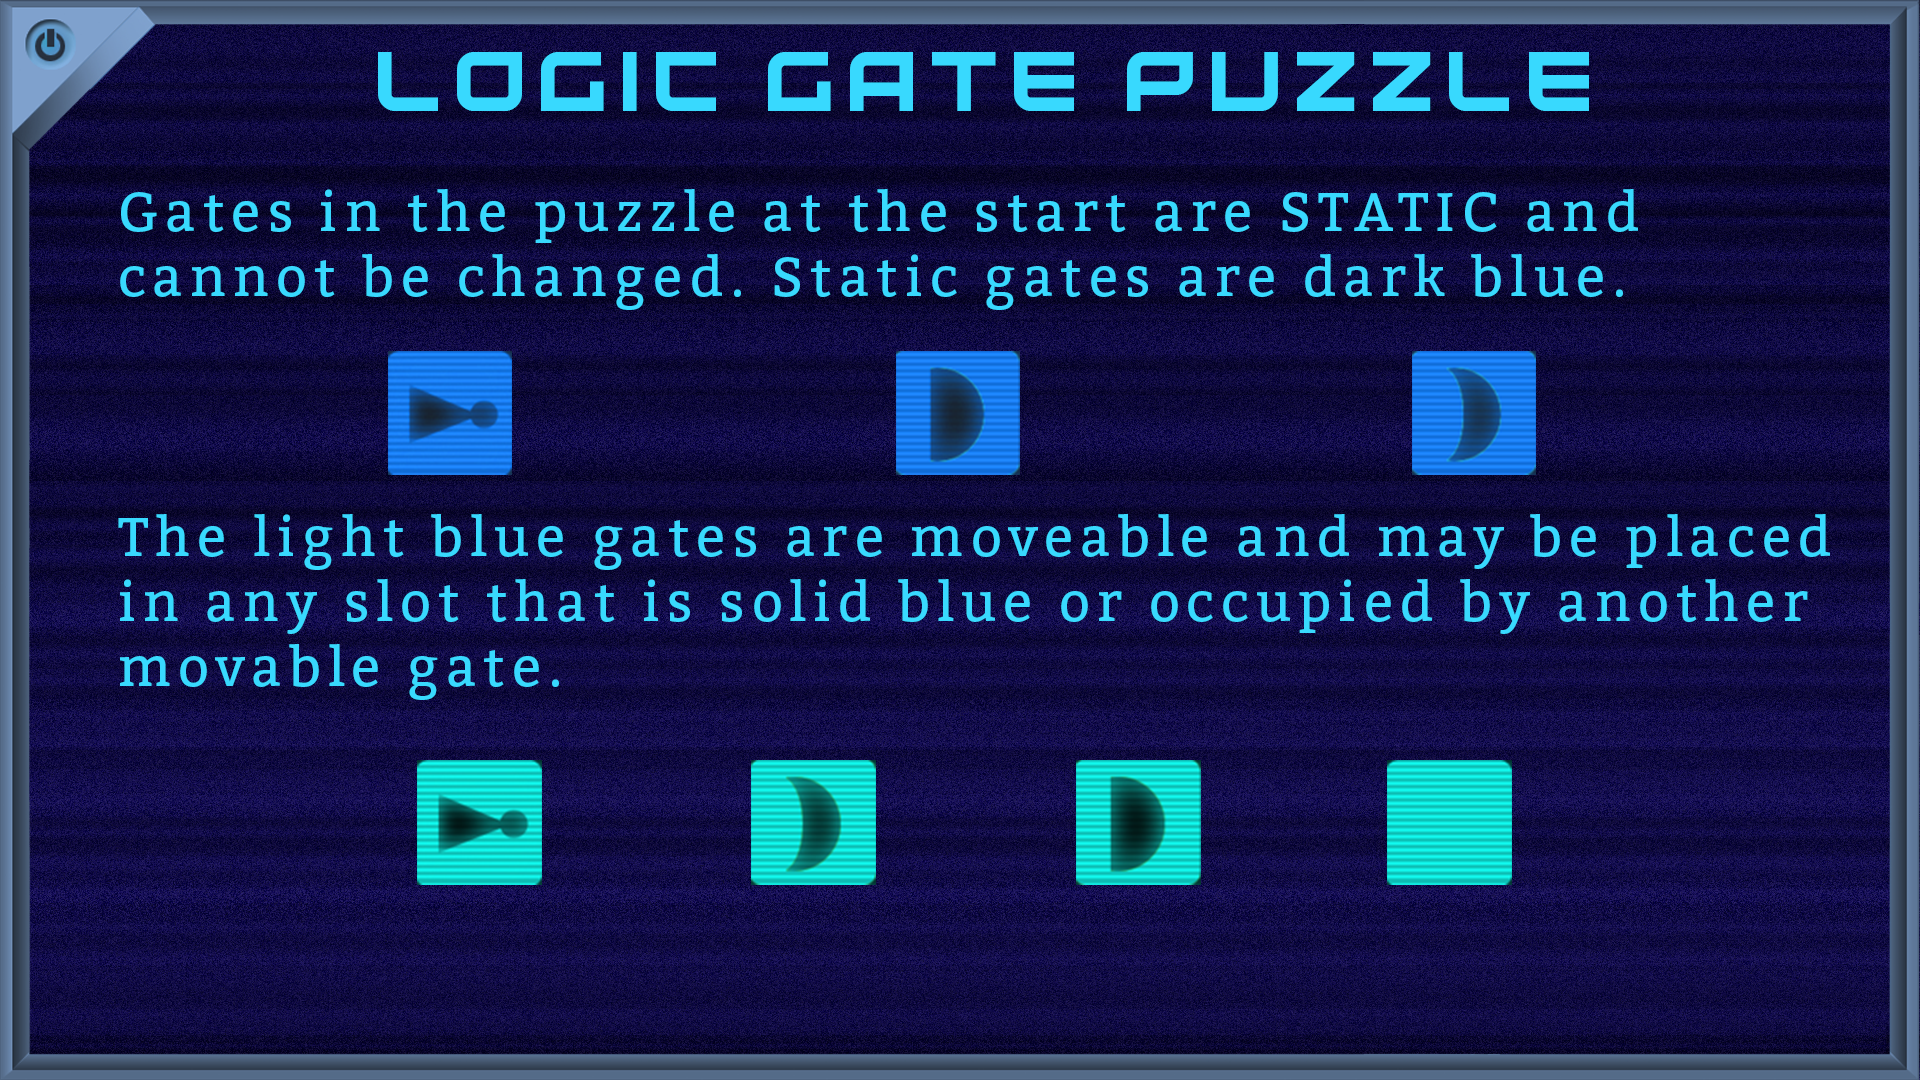 LOGIC GATE PUZZLE
Gates in the puzzle at the start are STATIC and
cannot be changed. Static gates are dark blue.
The light blue gates are moveable and may be placed
in any slot that is solid blue or occupied by another
movable gate.